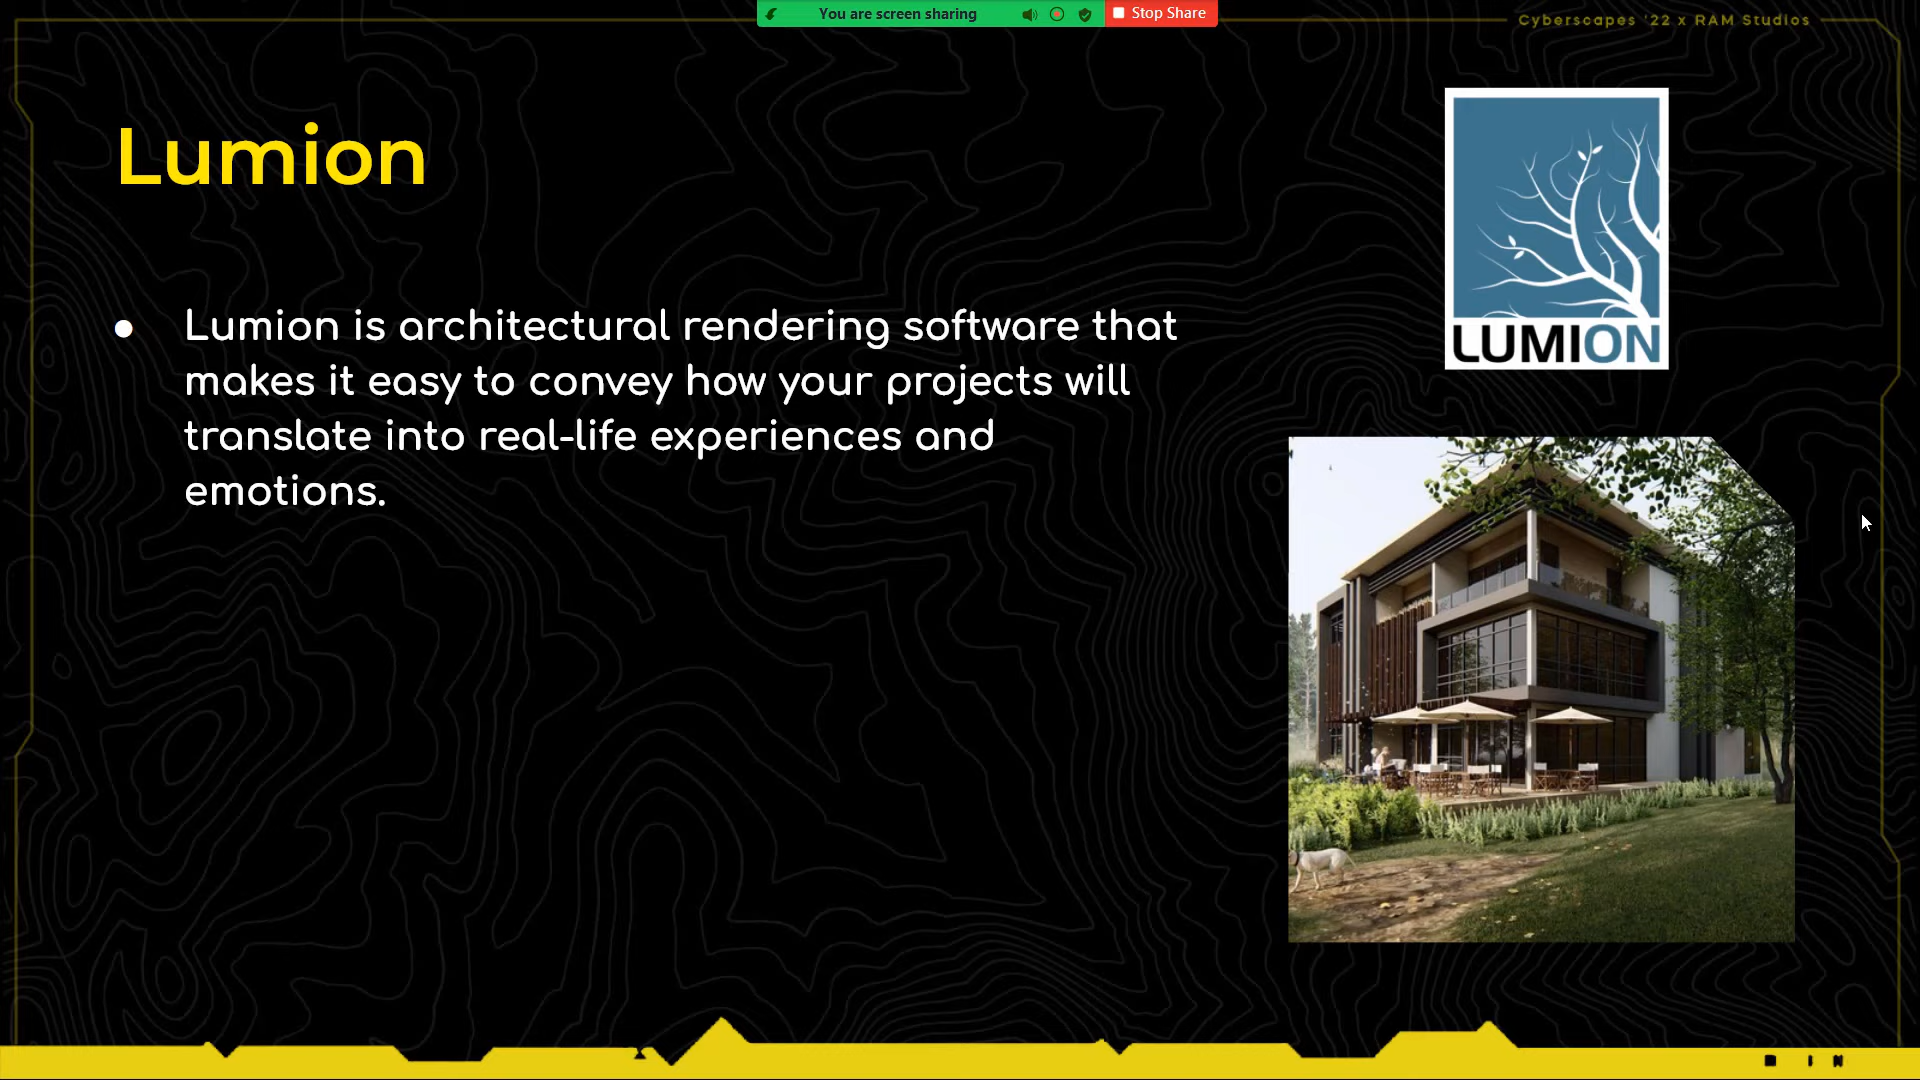 You are screen sharing
Stop Share
Cyberscapes '22 x RAM Studios
Lumion
Lumion is architectural rendering software that
makes it easy to convey how your projects will
translate into real-life experiences and
emotions.
LUMION